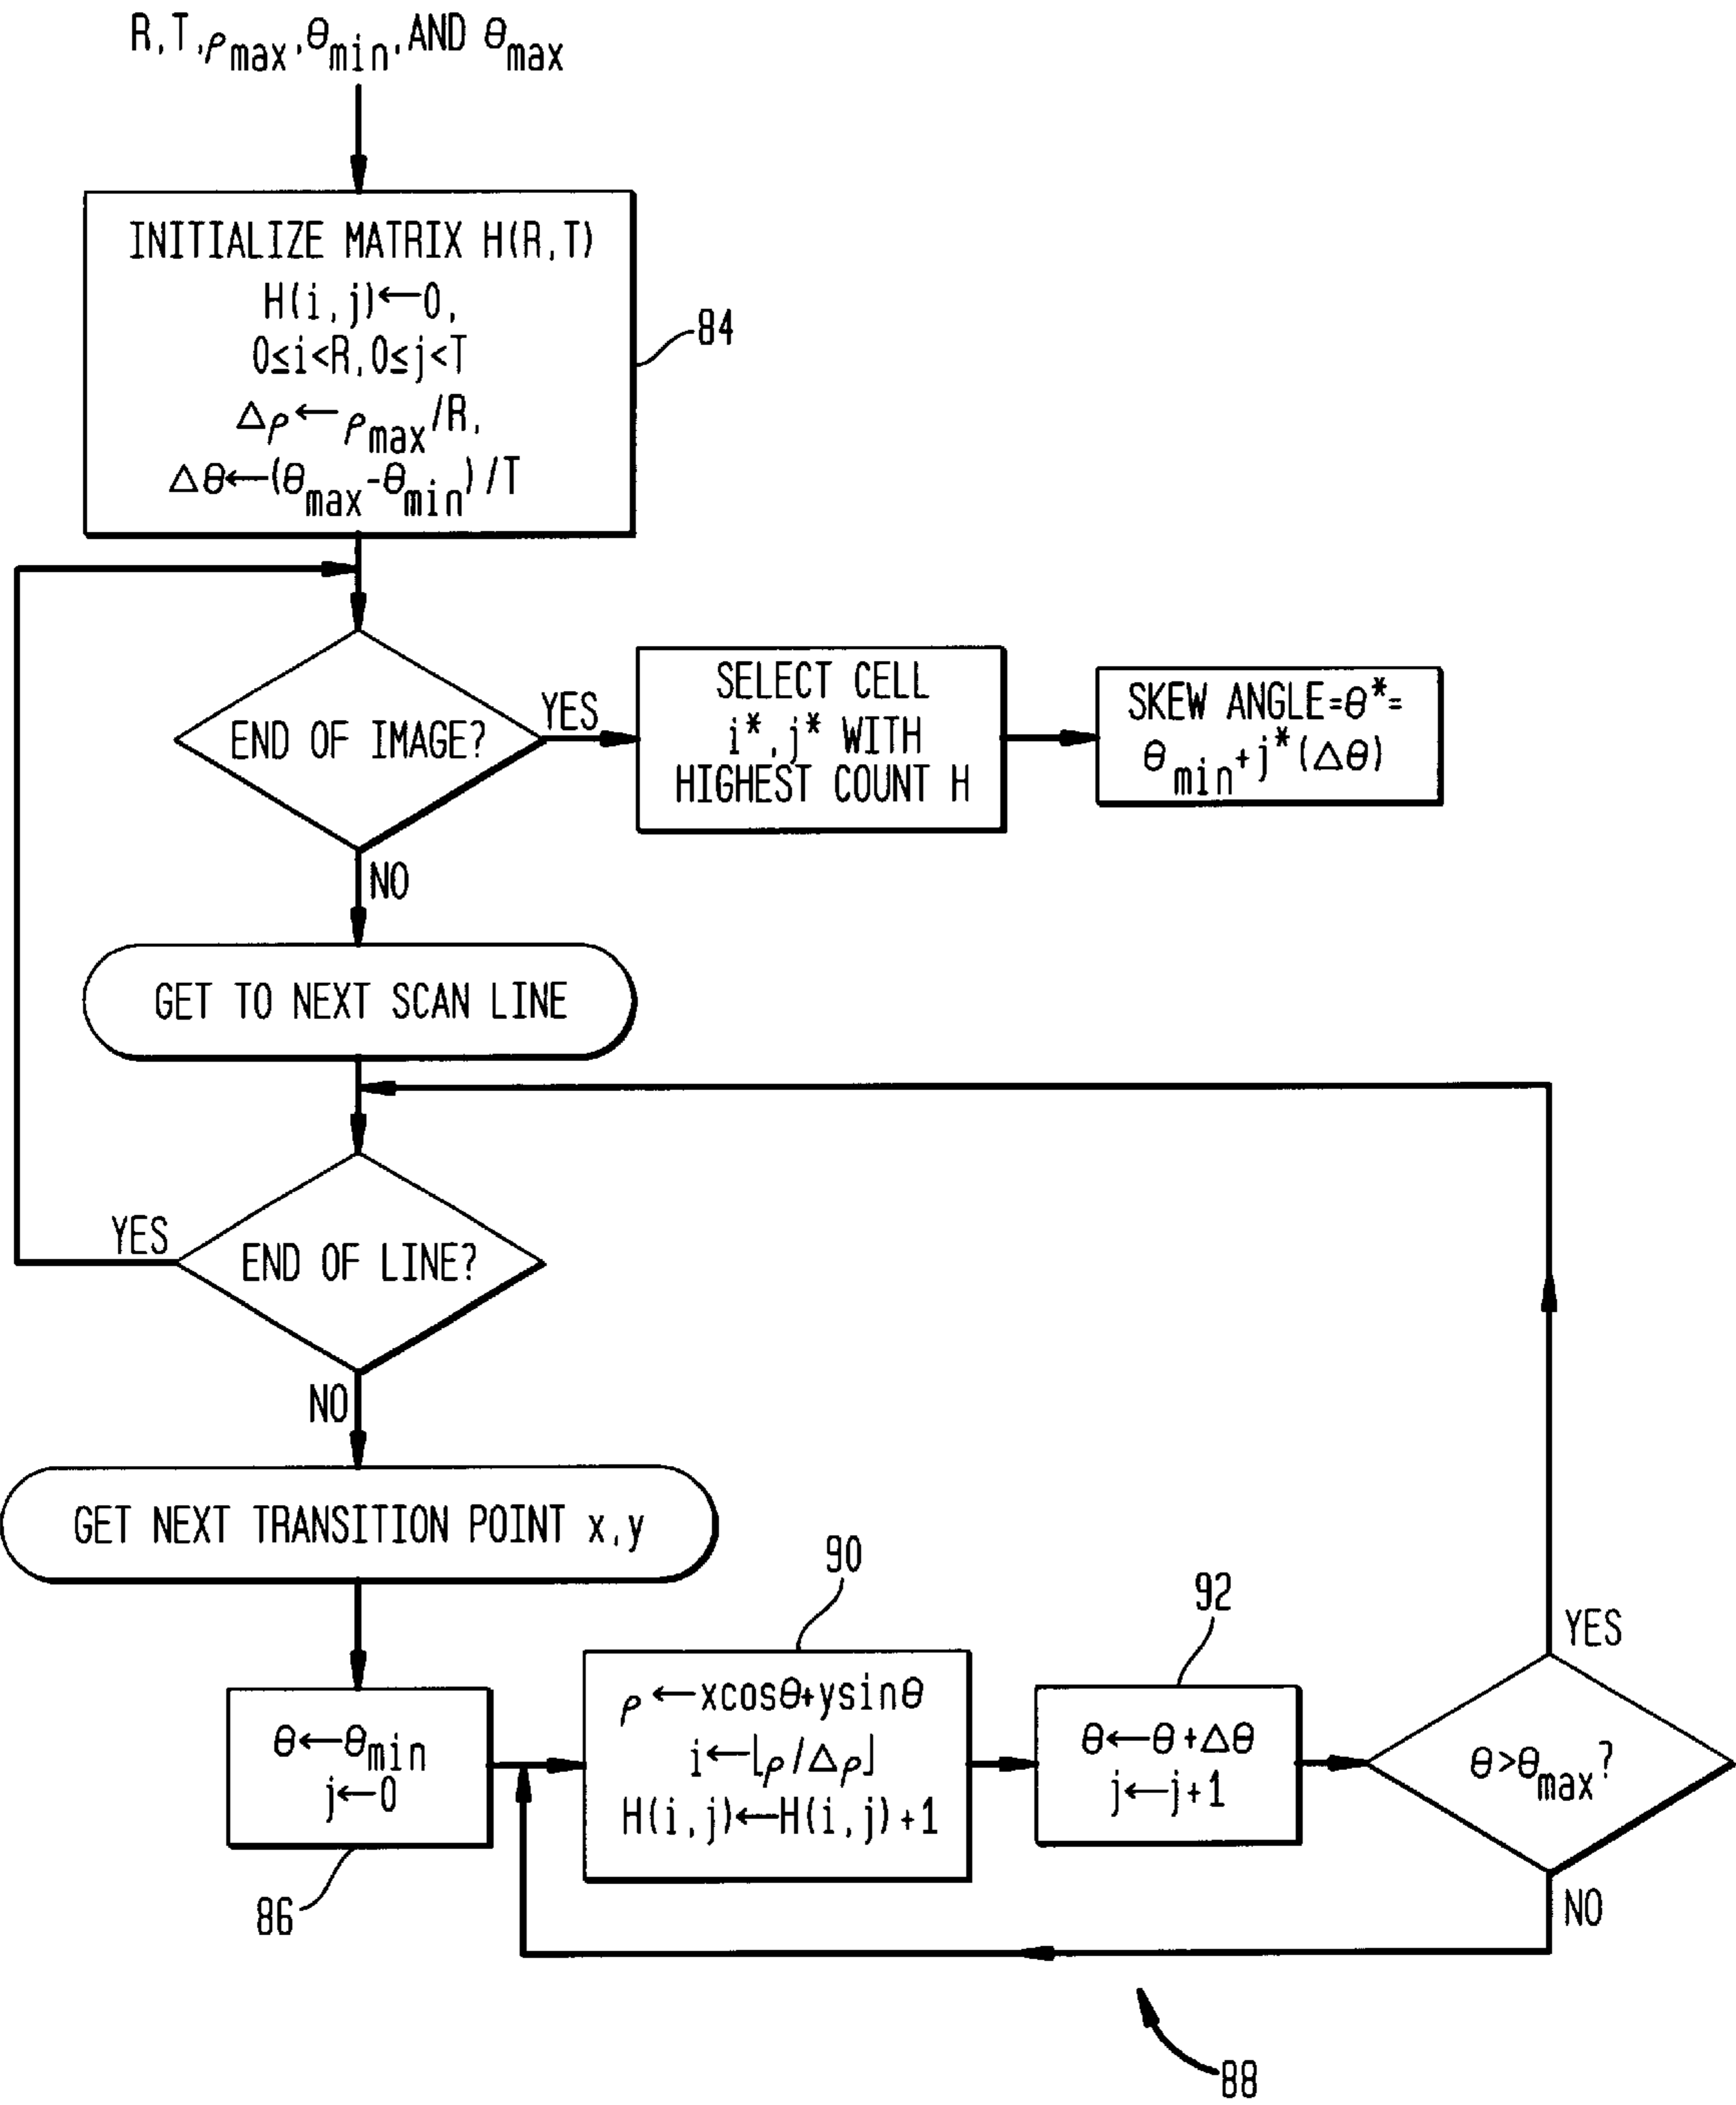 R,T,ρmax,θmin,AND θmax
INITIALIZE MATRIX H(R,T)
H(i,j)←0,
0≤i<R,0≤j<T
Δρ←ρmax/R,
Δθ←(θmax-θmin)/T
84
END OF IMAGE?
YES
NO
SELECT CELL
i*,j* WITH
HIGHEST COUNT H
SKEW ANGLE=θ*=
θmin+j*(Δθ)
GET TO NEXT SCAN LINE
END OF LINE?
YES
NO
GET NEXT TRANSITION POINT x,y
θ←θmin
j←0
86
90
ρ←xcosθ+ysinθ
i←⌊ρ/Δρ⌋
H(i,j)←H(i,j)+1
92
θ←θ+Δθ
j←j+1
θ>θmax?
YES
NO
88